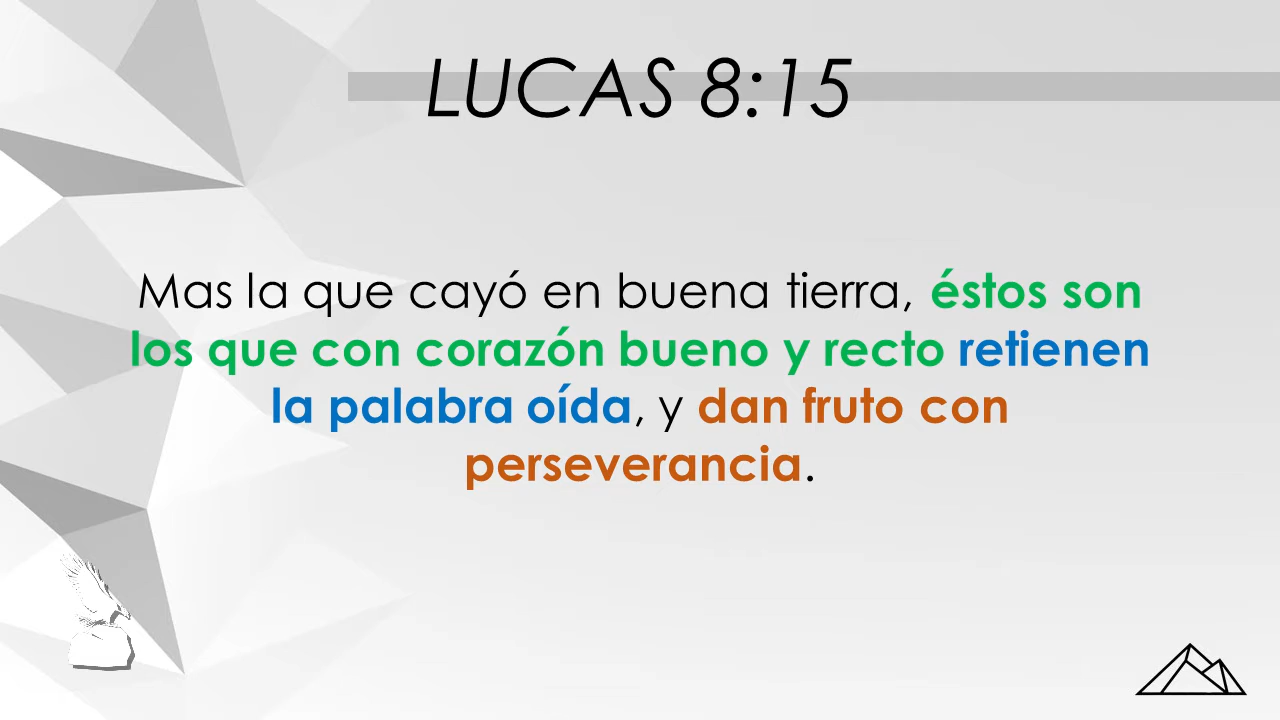 LUCAS 8:15
Mas la que cayó en buena tierra, éstos son
los que con corazón bueno y recto retienen
la palabra oída, y dan fruto con
perseverancia.